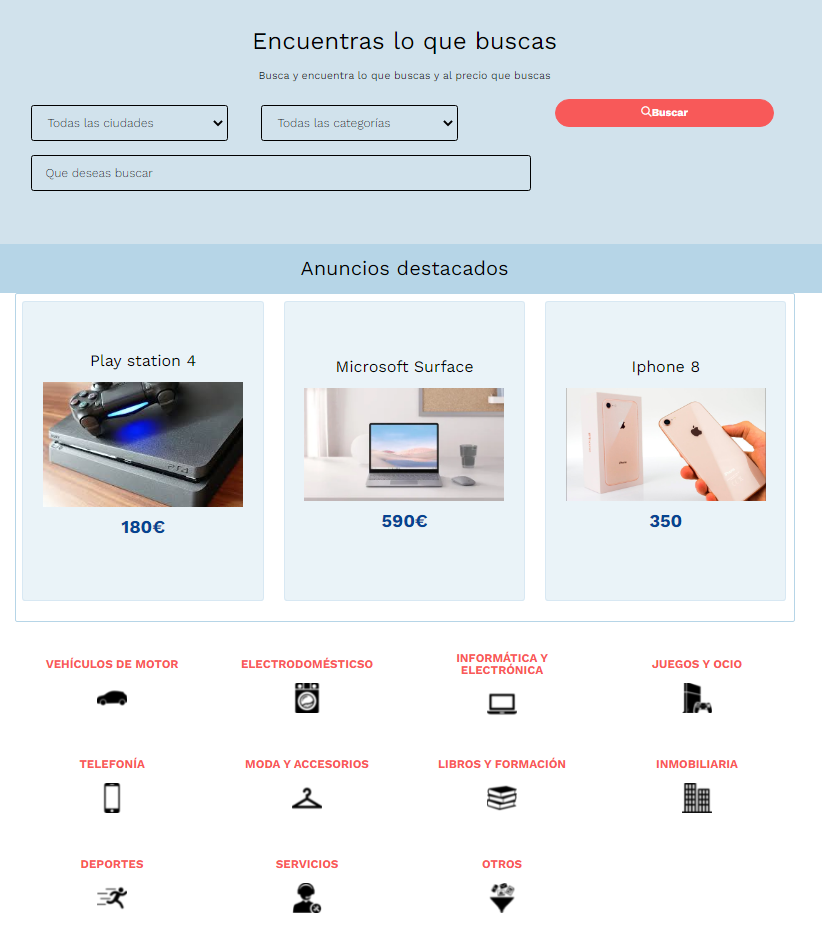 Encuentras lo que buscas
Busca y encuentra lo que buscas y al precio que buscas
Todas las ciudades
Todas las categorías
Buscar
Que deseas buscar
Anuncios destacados
Play station 4
PS4
180€
Microsoft Surface
590€
Iphone 8
350
VEHÍCULOS DE MOTOR
ELECTRODOMÉSTICSO
INFORMÁTICA Y
ELECTRÓNICA
JUEGOS Y OCIO
TELEFONÍA
MODA Y ACCESORIOS
LIBROS Y FORMACIÓN
INMOBILIARIA
DEPORTES
SERVICIOS
OTROS